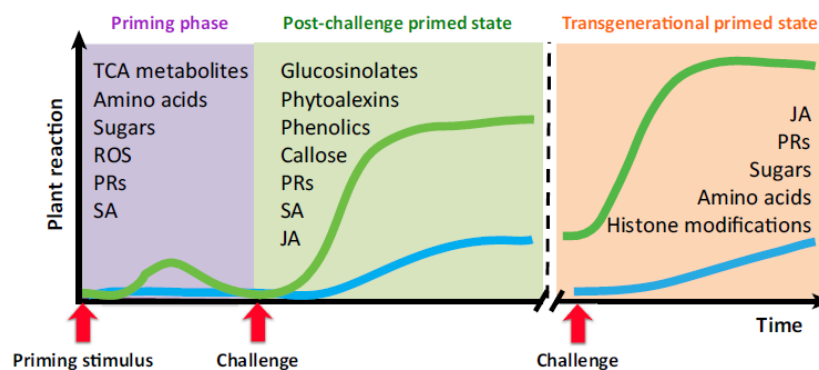 Priming phase
Post-challenge primed state
Transgenerational primed state
Plant reaction
TCA metabolites
Amino acids
Sugars
ROS
PRs
SA
Glucosinolates
Phytoalexins
Phenolics
Callose
PRs
SA
JA
JA
PRs
Sugars
Amino acids
Histone modifications
Time
Priming stimulus
Challenge
Challenge